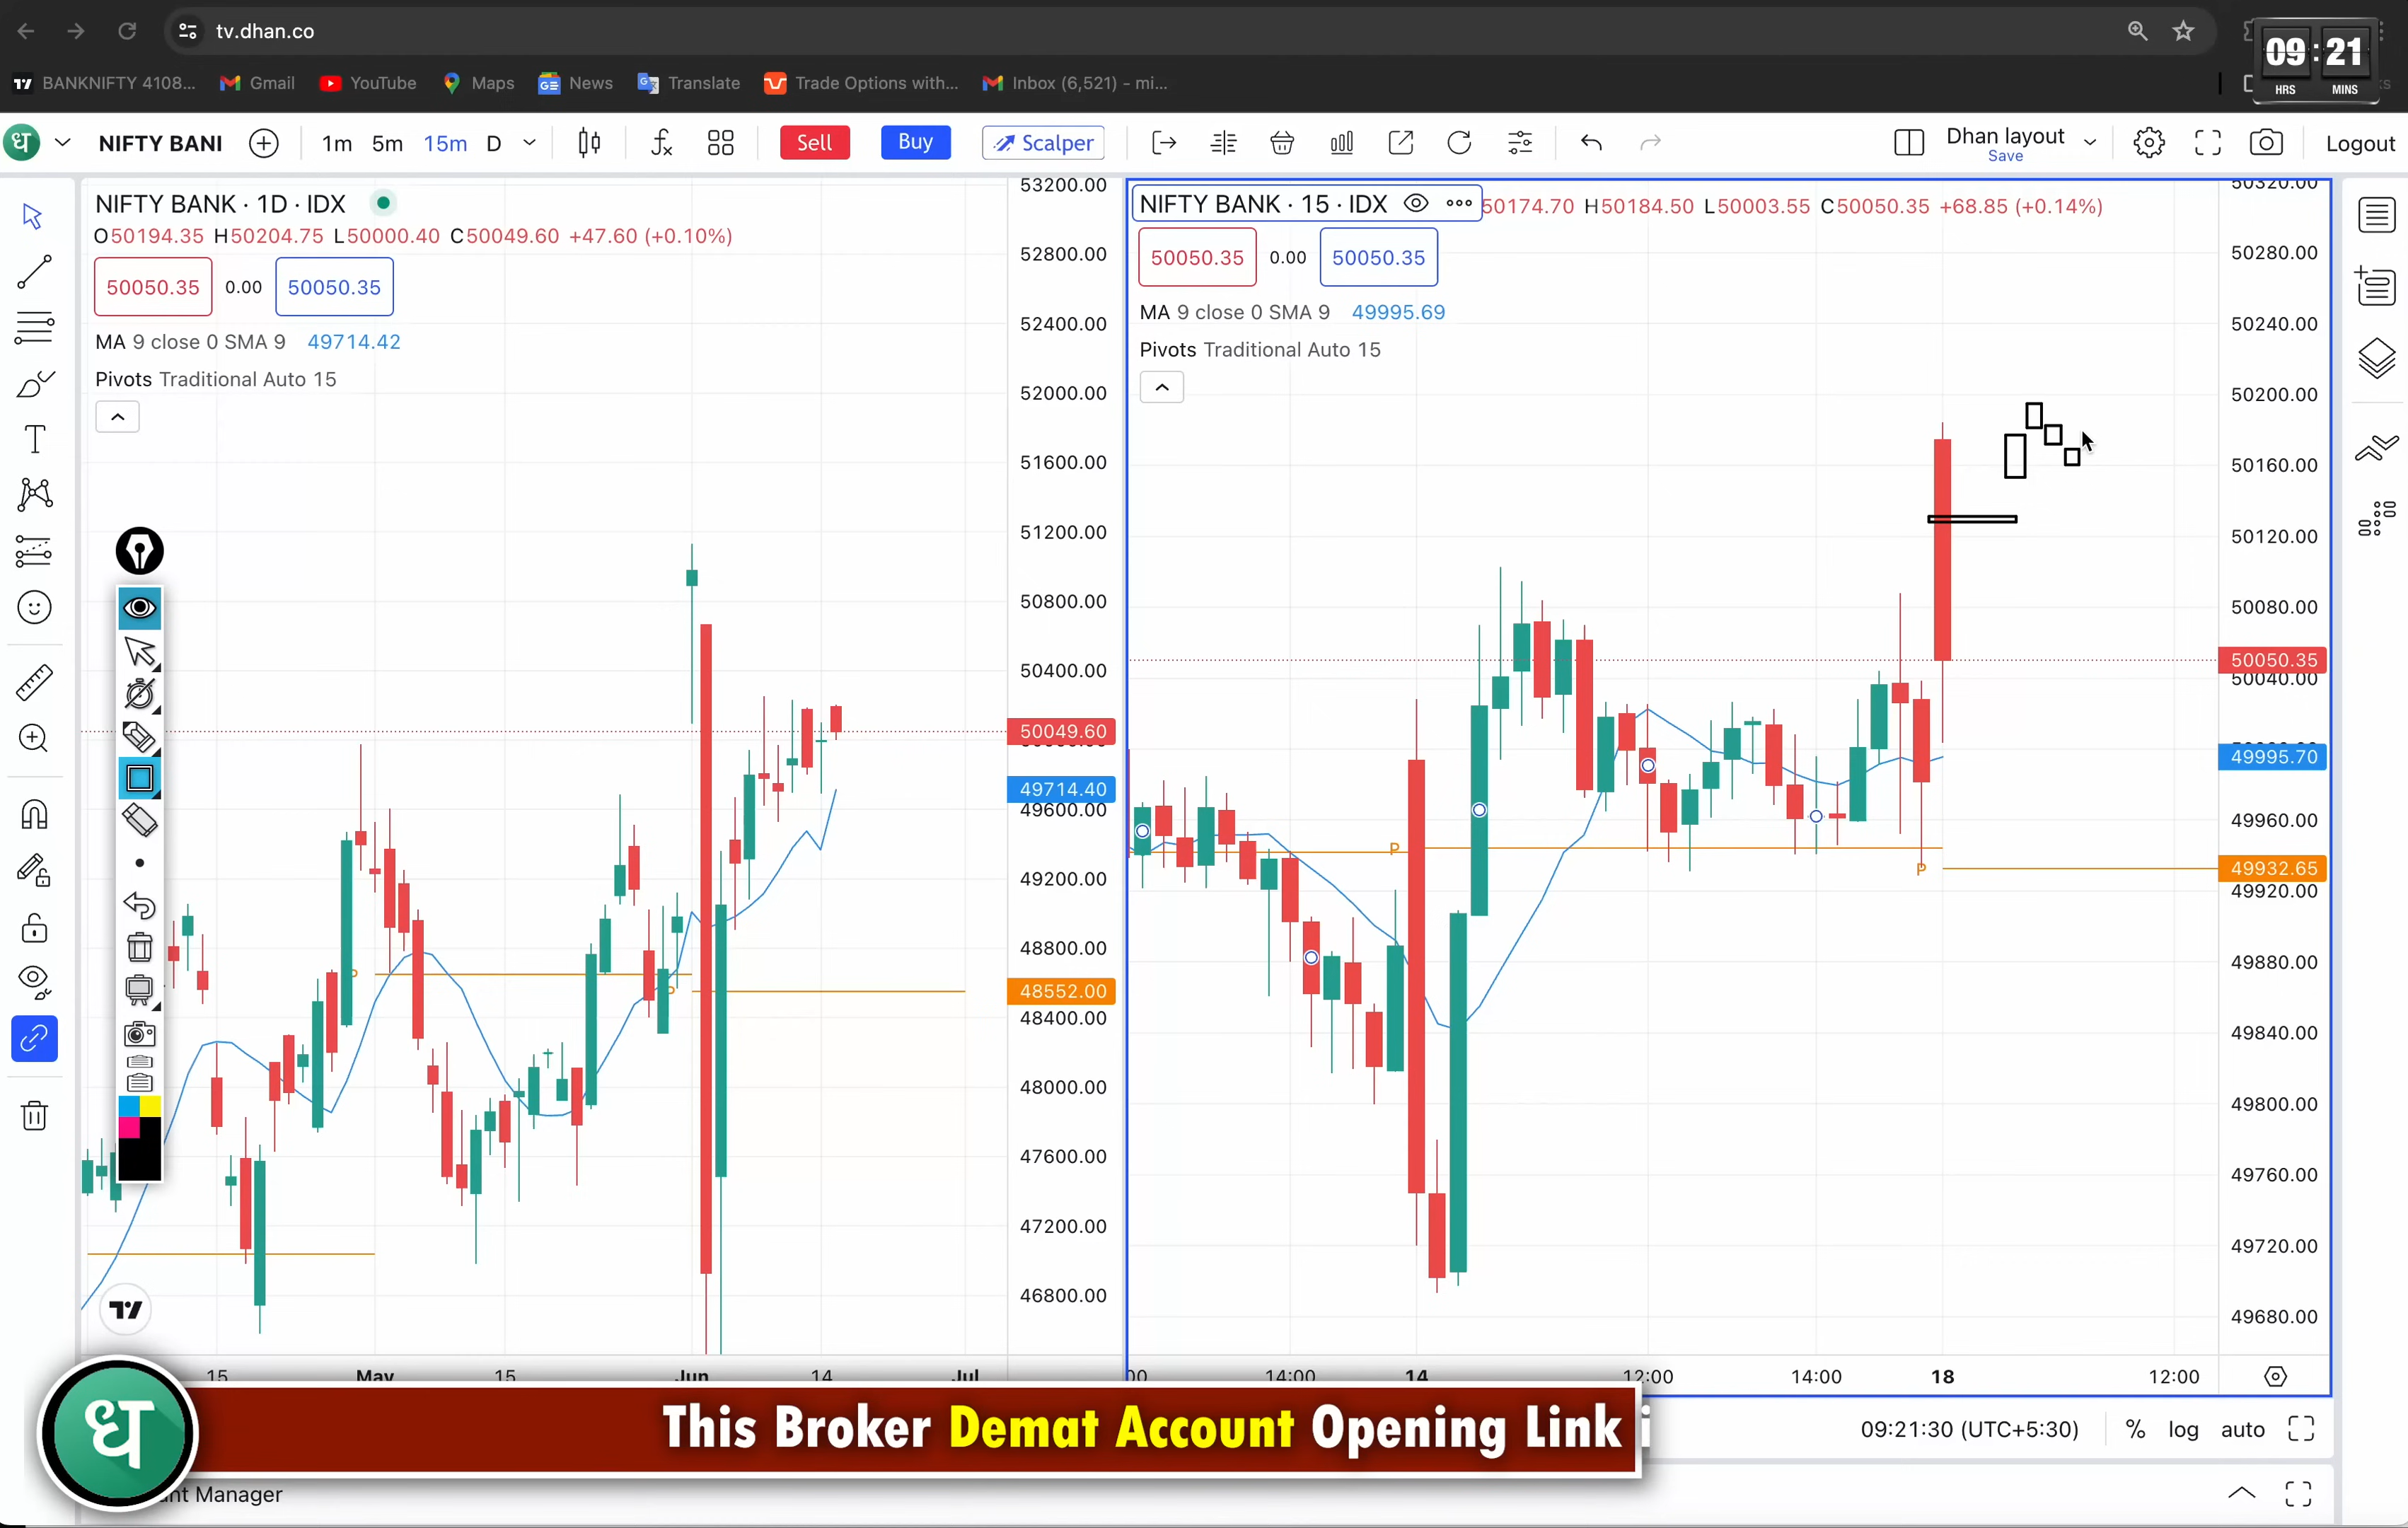 tv.dhan.co
BANKNIFTY 4108... Gmail YouTube Maps News Translate Trade Options with... Inbox (6,521) - mi...
09:21
HRS MINS
ध NIFTY BANI 1m 5m 15m D Sell Buy Scalper Dhan layout Save Logout
NIFTY BANK · 1D · IDX
O50194.35 H50204.75 L50000.40 C50049.60 +47.60 (+0.10%)
50050.35 0.00 50050.35
MA 9 close 0 SMA 9 49714.42
Pivots Traditional Auto 15
53200.00
52800.00
52400.00
52000.00
51600.00
51200.00
50800.00
50400.00
50049.60
49714.40
49600.00
49200.00
48800.00
48552.00
48400.00
48000.00
47600.00
47200.00
46800.00
P
P
15 May 15 Jun 14 Jul
NIFTY BANK · 15 · IDX 50174.70 H50184.50 L50003.55 C50050.35 +68.85 (+0.14%)
50050.35 0.00 50050.35
MA 9 close 0 SMA 9 49995.69
Pivots Traditional Auto 15
50320.00
50280.00
50240.00
50200.00
50160.00
50120.00
50080.00
50050.35
50040.00
49995.70
49960.00
49932.65
49920.00
49880.00
49840.00
49800.00
49760.00
49720.00
49680.00
P
P
00 14:00 14 12:00 14:00 18 12:00
ध This Broker Demat Account Opening Link
09:21:30 (UTC+5:30) % log auto
nt Manager